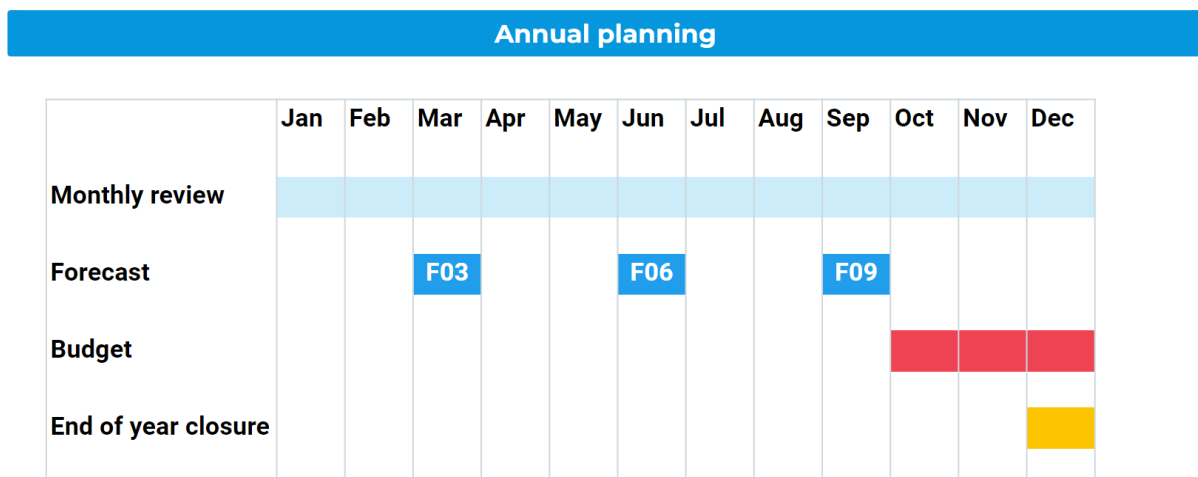 Annual planning
Jan Feb Mar Apr May Jun Jul Aug Sep Oct Nov Dec
Monthly review
Forecast F03 F06 F09
Budget
End of year closure